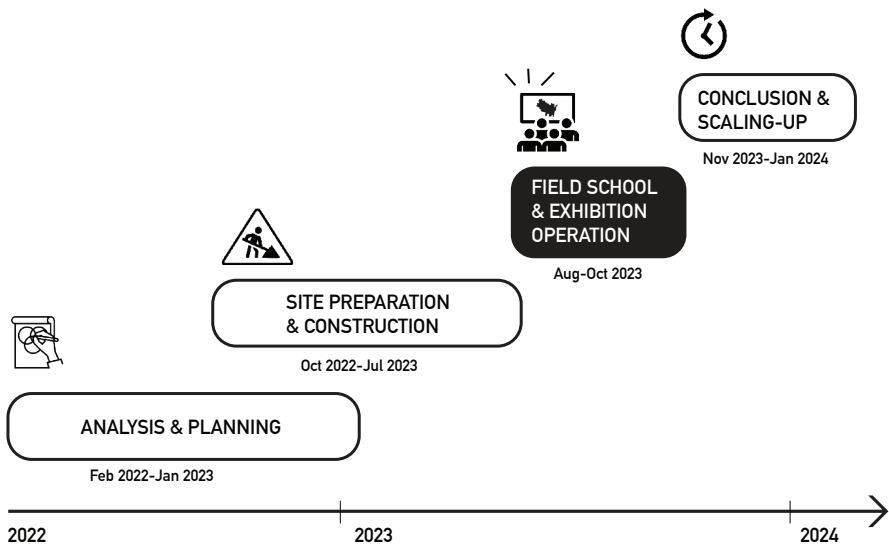 CONCLUSION &
SCALING-UP
Nov 2023-Jan 2024
FIELD SCHOOL
& EXHIBITION
OPERATION
Aug-Oct 2023
SITE PREPARATION
& CONSTRUCTION
Oct 2022-Jul 2023
ANALYSIS & PLANNING
Feb 2022-Jan 2023
2022
2023
2024